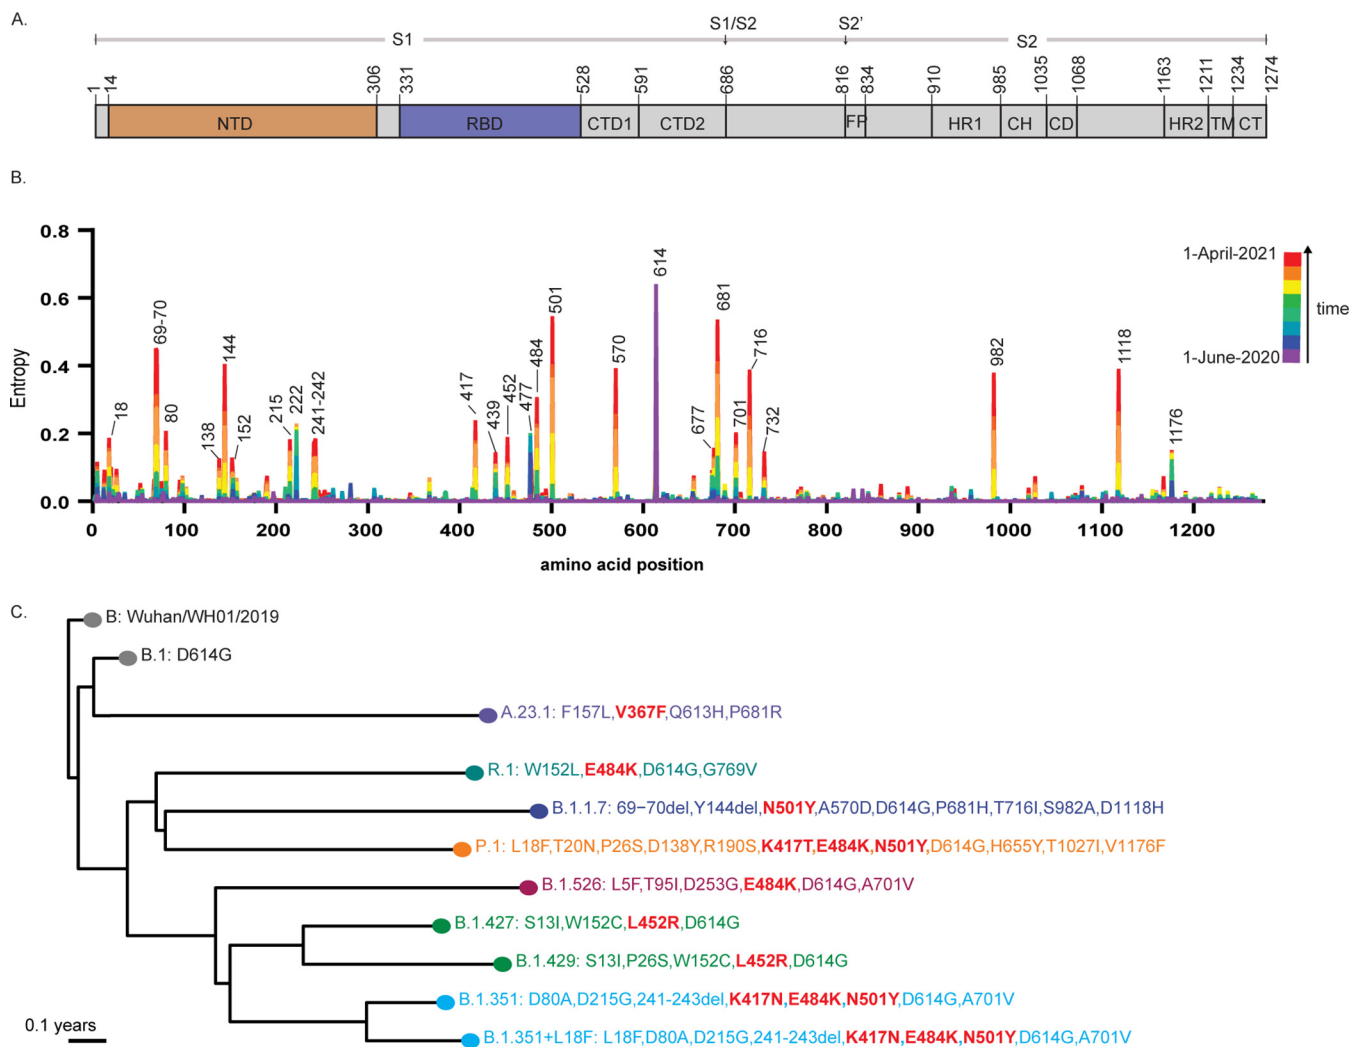 A.
S1/S2 S2’
S1 S2
1 14 306 331 528 591 686 816 834 910 985 1035 1068 1163 1211 1234 1274
NTD RBD CTD1 CTD2 FP HR1 CH CD HR2 TM CT
B.
0.8
0.6
0.4
0.2
0.0
Entropy
18 69-70 80 138 144 152 215 222 241-242 417 439 452 477 484 501 570 614 677 681 701 716 732 982 1118 1176
1-April-2021
time
1-June-2020
0 100 200 300 400 500 600 700 800 900 1000 1100 1200
amino acid position
C.
B: Wuhan/WH01/2019
B.1: D614G
A.23.1: F157L,V367F,Q613H,P681R
R.1: W152L,E484K,D614G,G769V
B.1.1.7: 69−70del,Y144del,N501Y,A570D,D614G,P681H,T716I,S982A,D1118H
P.1: L18F,T20N,P26S,D138Y,R190S,K417T,E484K,N501Y,D614G,H655Y,T1027I,V1176F
B.1.526: L5F,T95I,D253G,E484K,D614G,A701V
B.1.427: S13I,W152C,L452R,D614G
B.1.429: S13I,P26S,W152C,L452R,D614G
B.1.351: D80A,D215G,241-243del,K417N,E484K,N501Y,D614G,A701V
B.1.351+L18F: L18F,D80A,D215G,241-243del,K417N,E484K,N501Y,D614G,A701V
0.1 years